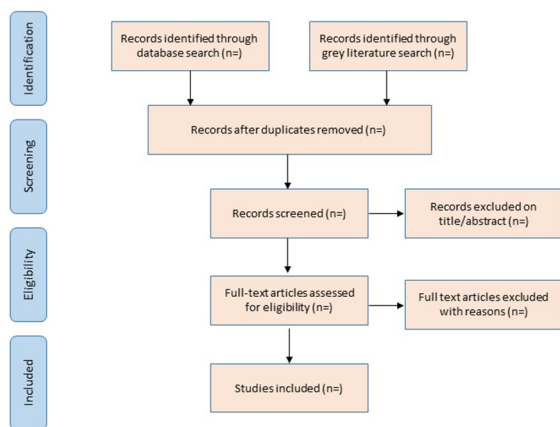 Identification
Records identified through
database search (n=)
Records identified through
grey literature search (n=)
Records after duplicates removed (n=)
Screening
Records screened (n=)
Records excluded on
title/abstract (n=)
Eligibility
Full-text articles assessed
for eligibility (n=)
Full text articles excluded
with reasons (n=)
Included
Studies included (n=)